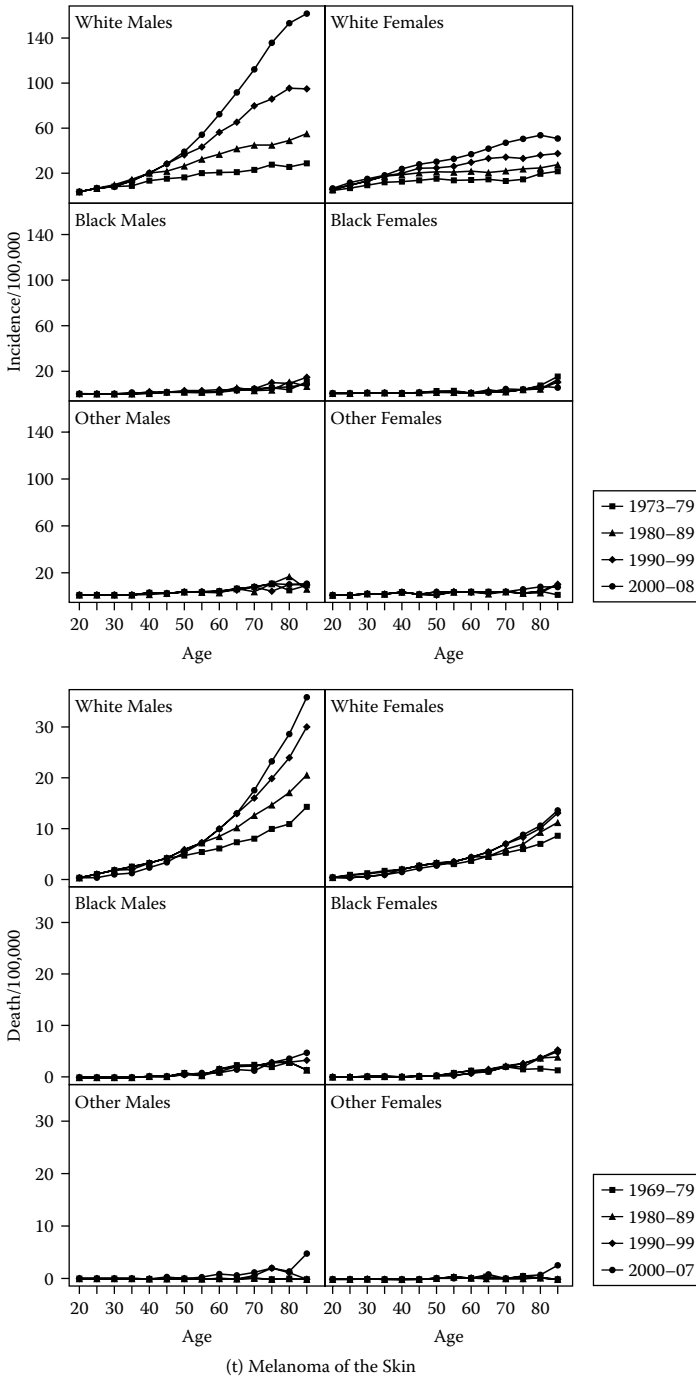 White Males
White Females
140
100
60
20
Black Males
Black Females
140
100
60
20
Incidence/100,000
Other Males
Other Females
140
100
60
20
20 30 40 50 60 70 80 20 30 40 50 60 70 80
Age Age
1973–79
1980–89
1990–99
2000–08
White Males
White Females
30
20
10
0
Black Males
Black Females
30
20
10
0
Death/100,000
Other Males
Other Females
30
20
10
0
20 30 40 50 60 70 80 20 30 40 50 60 70 80
Age Age
1969–79
1980–89
1990–99
2000–07
(t) Melanoma of the Skin